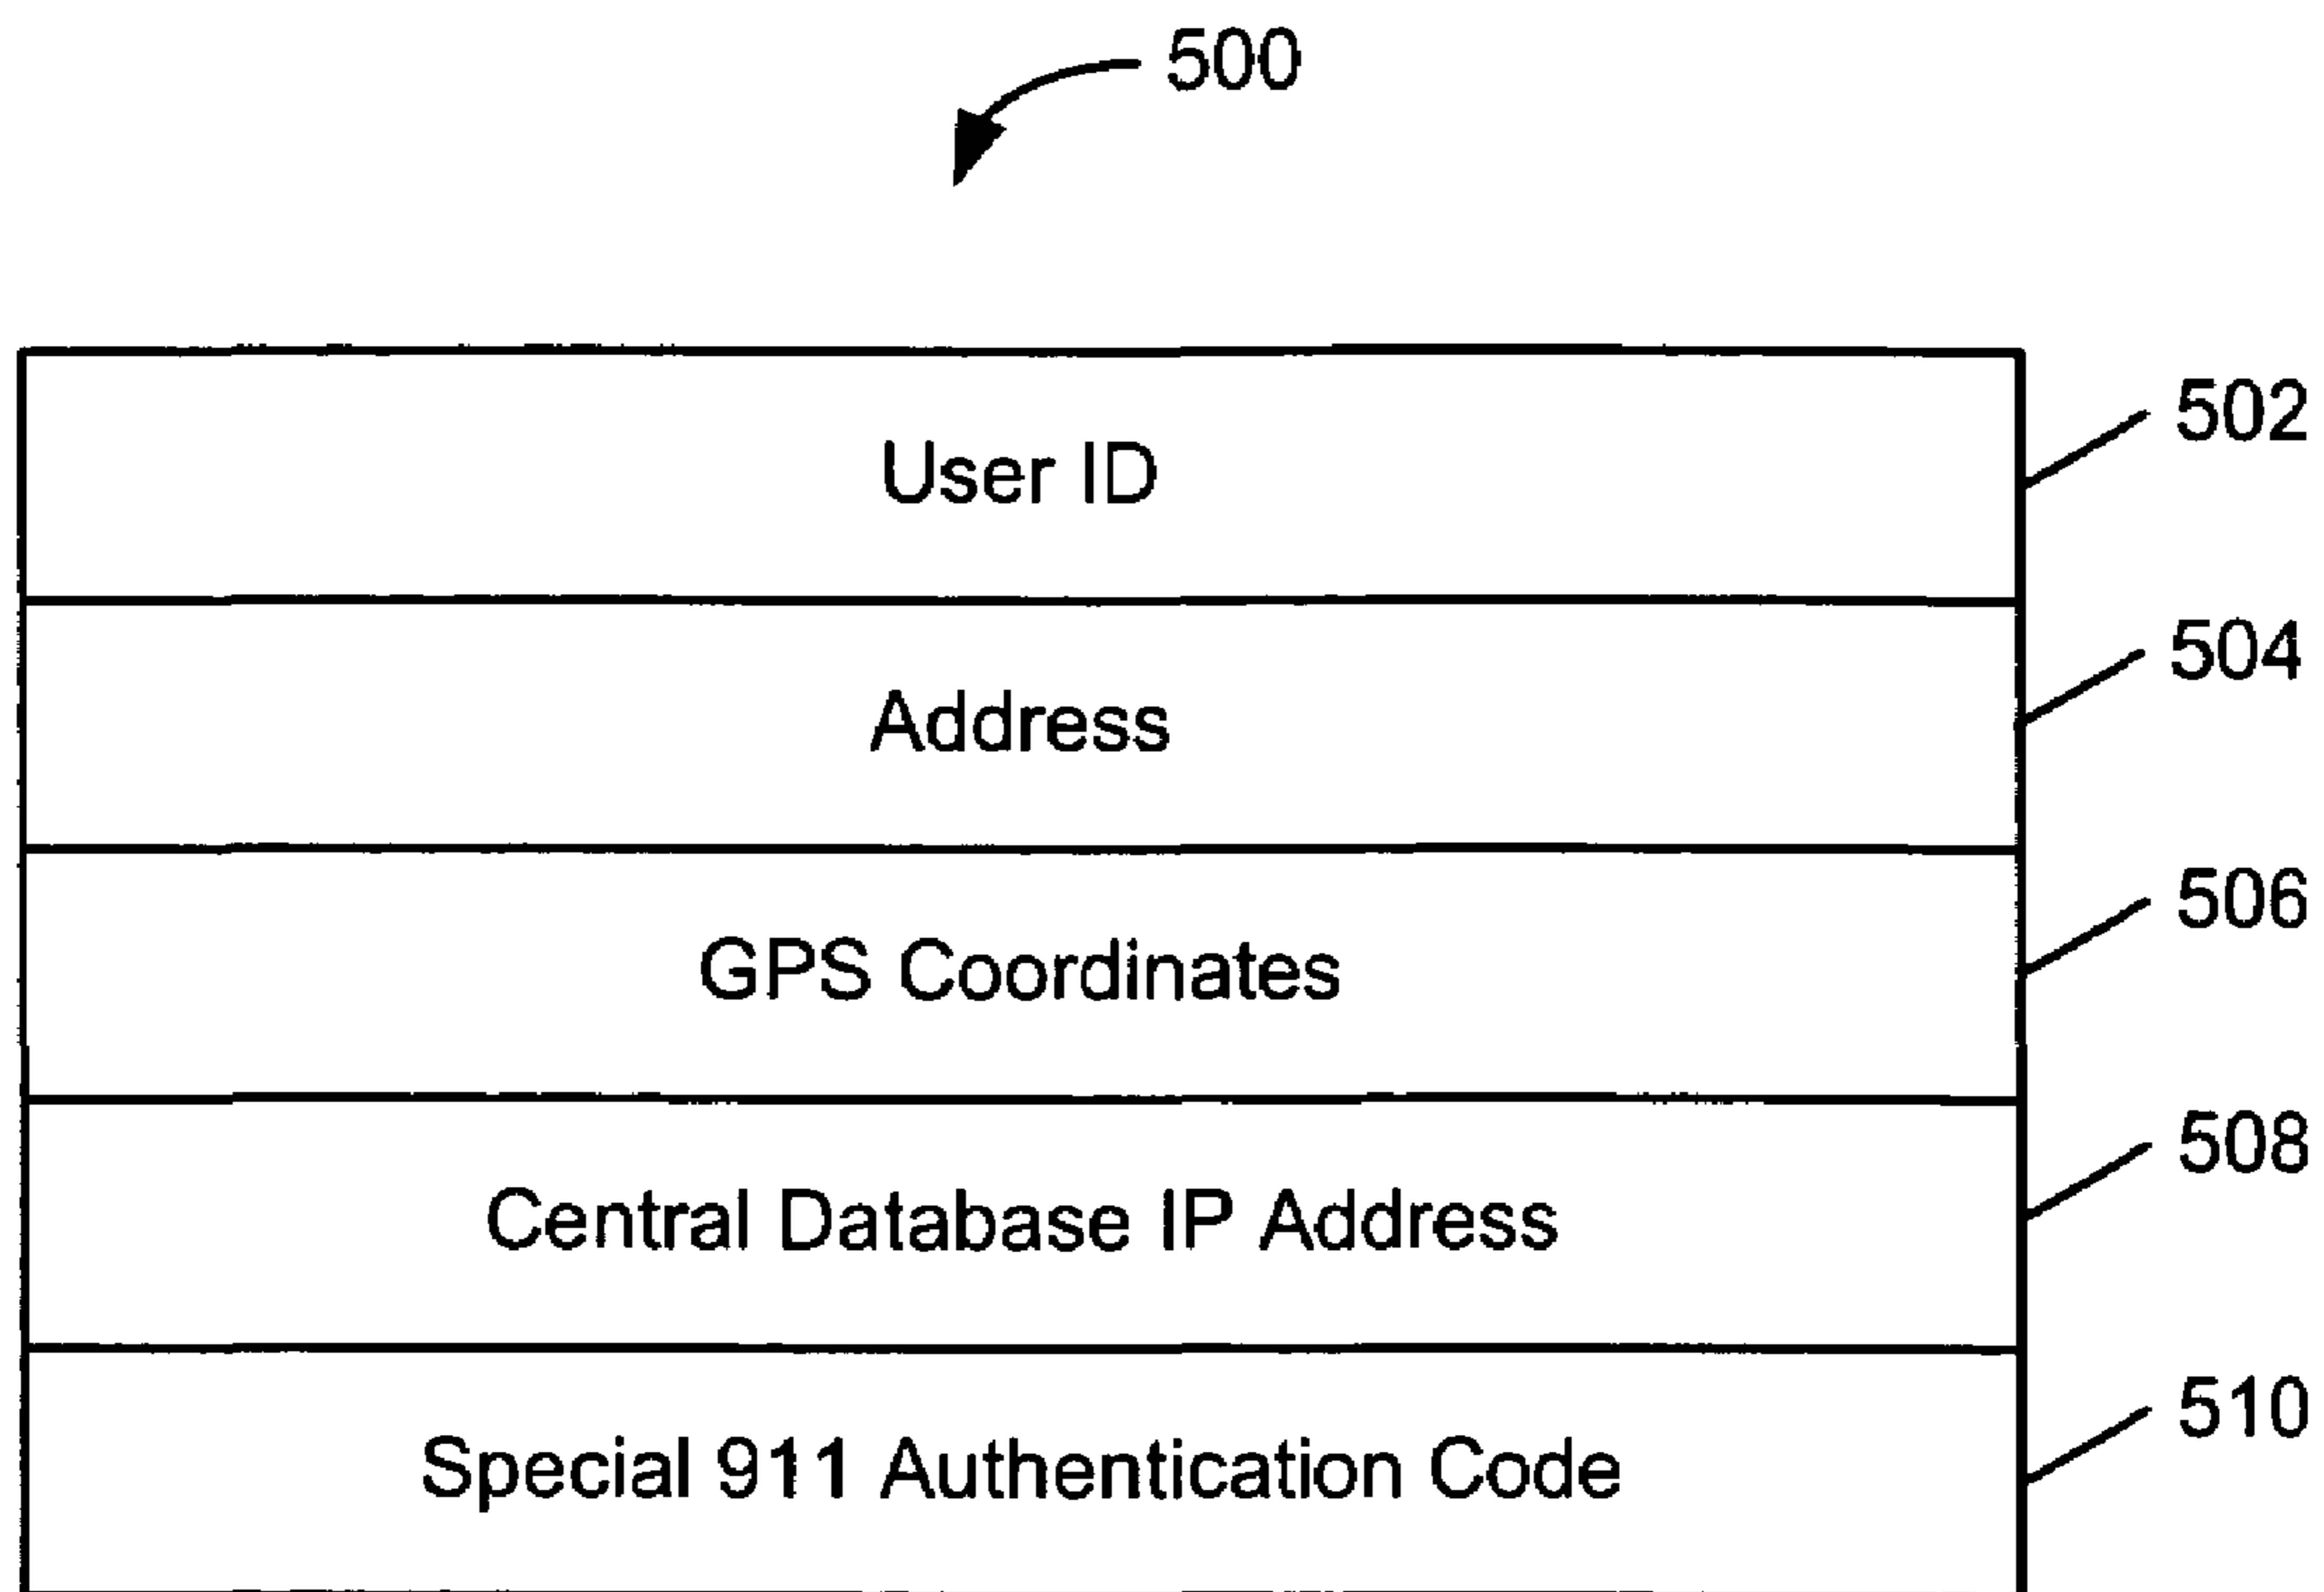 500
User ID
502
Address
504
GPS Coordinates
506
Central Database IP Address
508
Special 911 Authentication Code
510